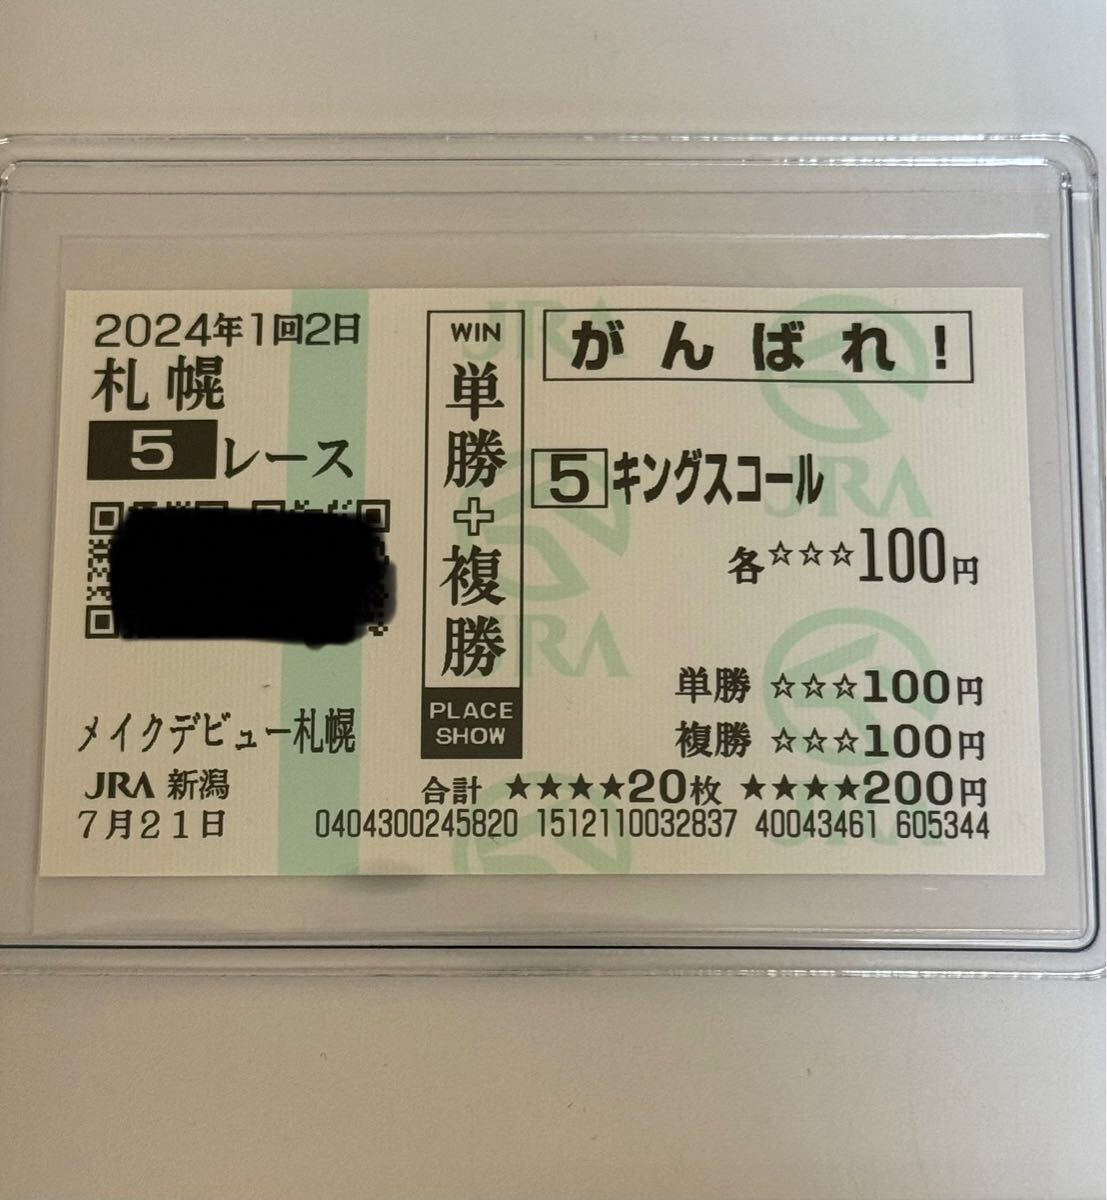 2024年1回2日
札幌
5レース
メイクデビュー札幌
JRA 新潟
7月21日
WIN
単勝+複勝
PLACE
SHOW
がんばれ!
5 キングスコール
各☆☆☆100円
単勝 ☆☆☆100円
複勝 ☆☆☆100円
合計 ★★★★20枚 ★★★★200円
0404300245820 1512110032837 40043461 605344
JRA
JRA
JRA
JRA